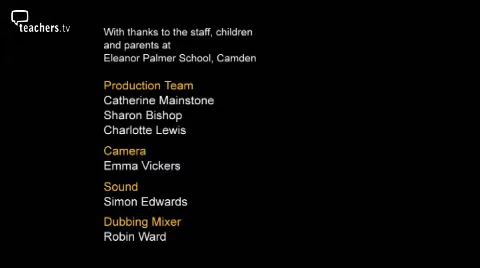 teachers.tv
With thanks to the staff, children
and parents at
Eleanor Palmer School, Camden
Production Team
Catherine Mainstone
Sharon Bishop
Charlotte Lewis
Camera
Emma Vickers
Sound
Simon Edwards
Dubbing Mixer
Robin Ward